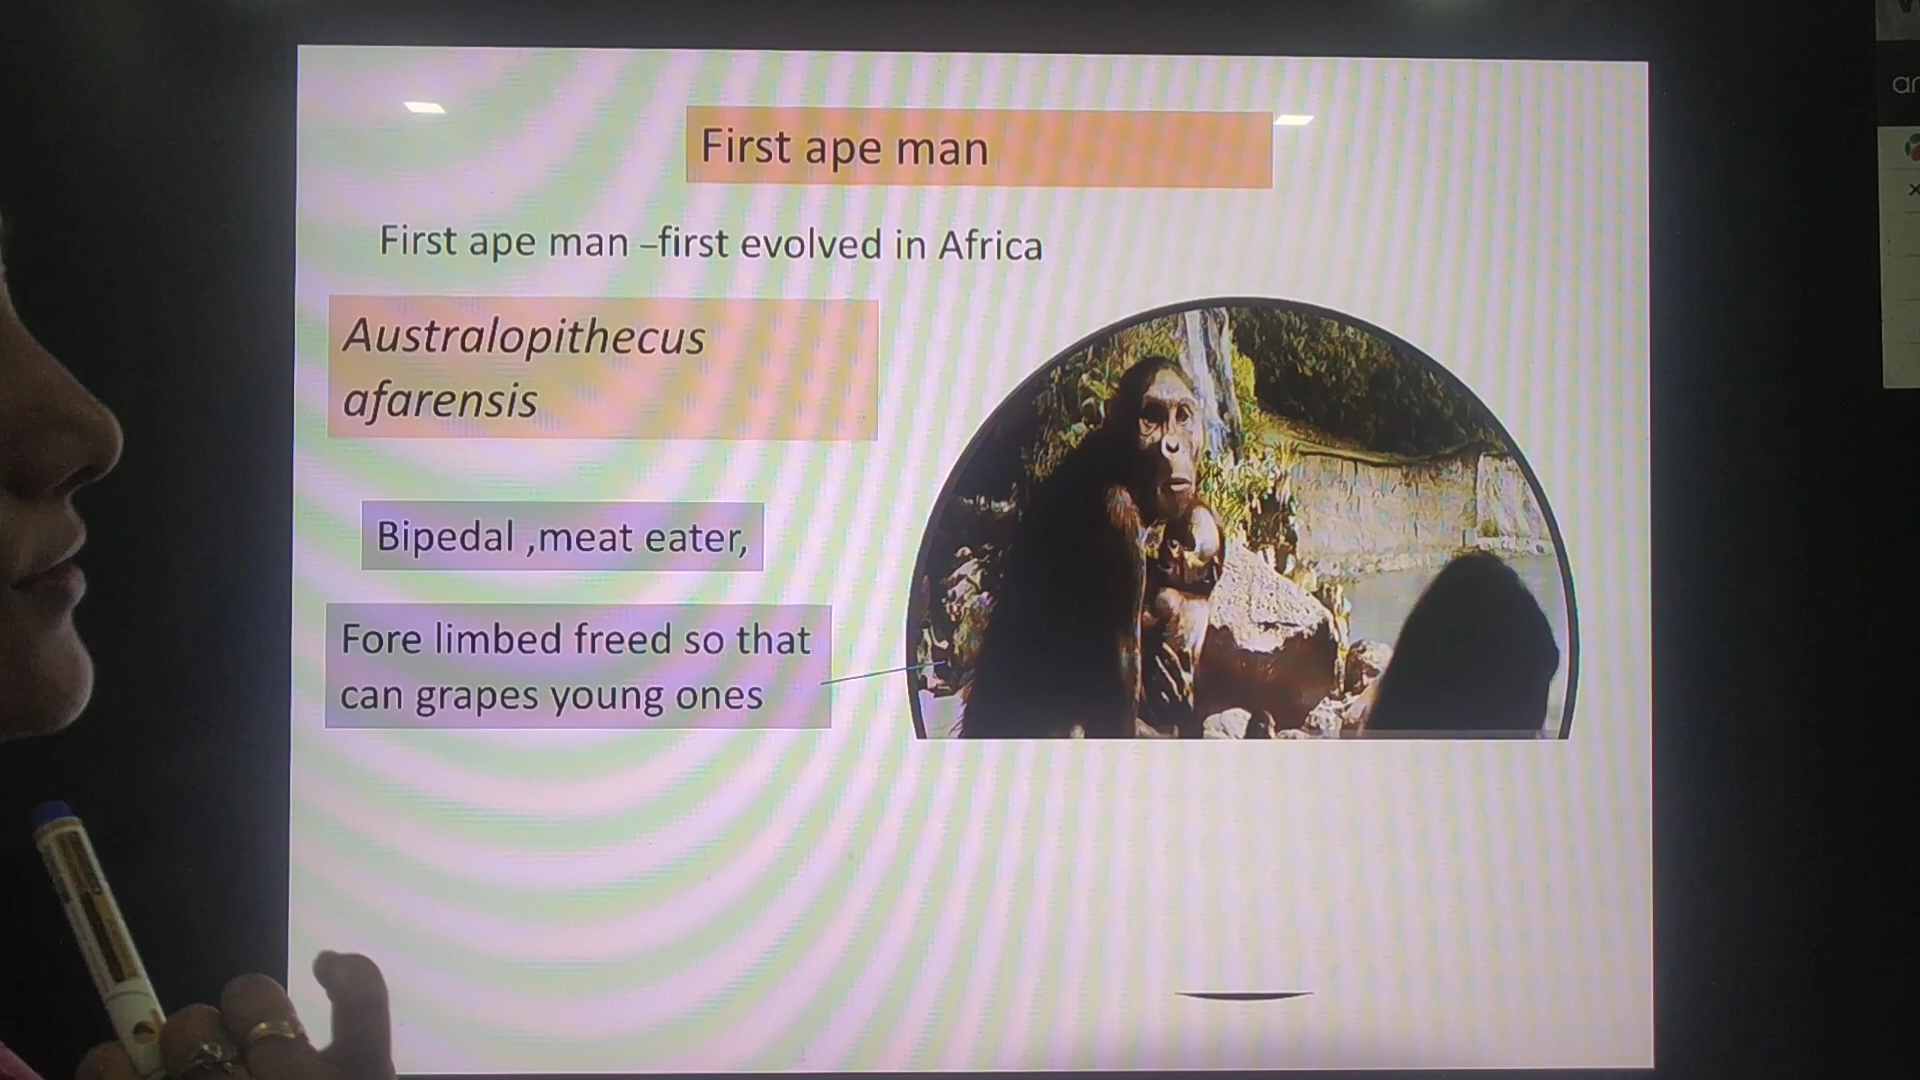 First ape man
First ape man –first evolved in Africa
Australopithecus
afarensis
Bipedal ,meat eater,
Fore limbed freed so that
can grapes young ones